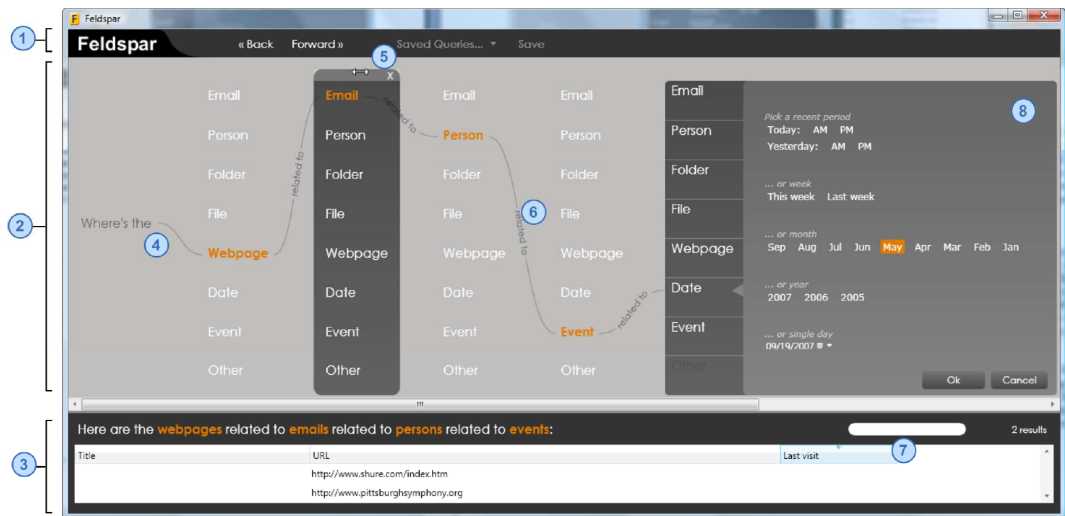 Feldspar
1
Feldspar « Back Forward » Saved Queries... Save
5
2
Email Email x Email Email Email
Person Person Person Person Person
Folder Folder Folder Folder Folder
File File File File File
Where's the
Webpage Webpage Webpage Webpage Webpage
Date Date Date Date Date
Event Event Event Event Event
Other Other Other Other Other
related to
related to
related to
related to
4
6
8
Pick a recent period
Today: AM PM
Yesterday: AM PM
... or week
This week Last week
... or month
Sep Aug Jul Jun May Apr Mar Feb Jan
... or year
2007 2006 2005
... or single day
09/19/2007
Ok Cancel
3
Here are the webpages related to emails related to persons related to events: 2 results
7
Title URL Last visit
http://www.shure.com/index.htm
http://www.pittsburghsymphony.org